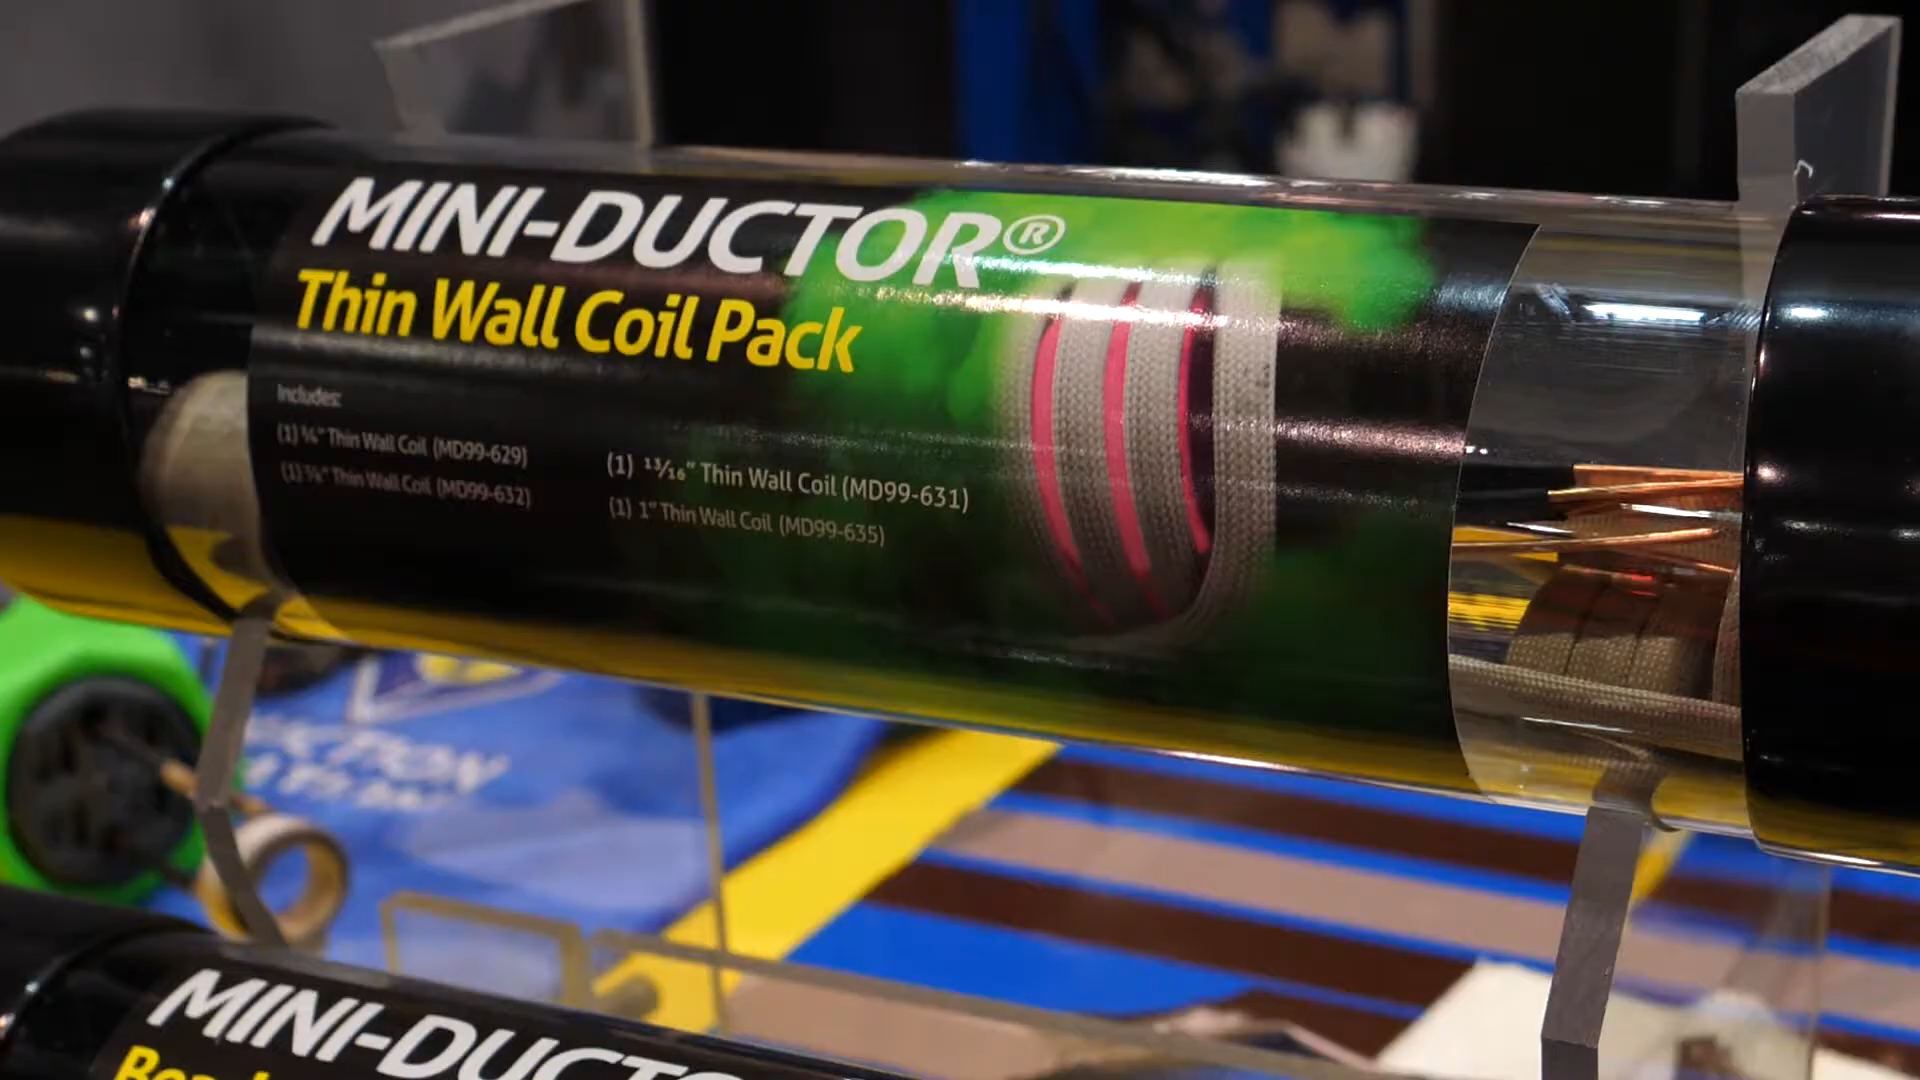 MINI-DUCTOR®
Thin Wall Coil Pack
Includes:
(1) ¾" Thin Wall Coil (MD99-629)
(1) ⅞" Thin Wall Coil (MD99-632)
(1) ¹³⁄₁₆" Thin Wall Coil (MD99-631)
(1) 1" Thin Wall Coil (MD99-635)
MINI-DUCTO